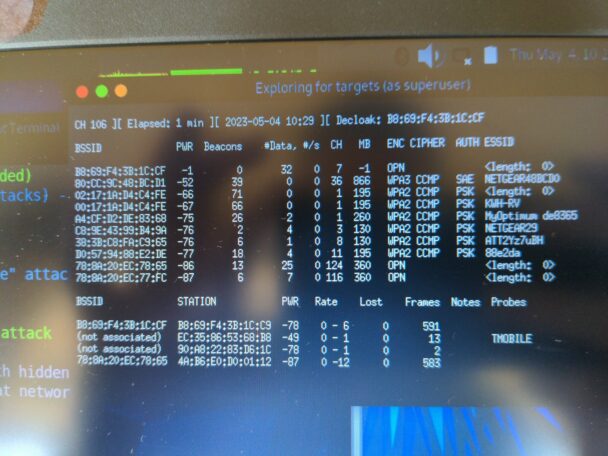 Thu May 4, 10:
Exploring for targets (as superuser)
Terminal
CH 106 ][ Elapsed: 1 min ][ 2023-05-04 10:29 ][ Decloak: B8:69:F4:3B:1C:CF
BSSID PWR Beacons #Data, #/s CH MB ENC CIPHER AUTH ESSID
B8:69:F4:3B:1C:CF -1 0 32 0 7 -1 OPN <length: 0>
80:CC:9C:48:BC:D1 -52 39 0 0 36 866 WPA3 CCMP SAE NETGEAR48BCD0
02:17:1A:D4:C4:FE -66 71 0 0 1 195 WPA2 CCMP PSK <length: 0>
00:17:1A:D4:C4:FE -67 66 0 0 1 195 WPA2 CCMP PSK KWH-RV
A4:CF:D2:DE:83:68 -75 26 2 0 1 260 WPA2 CCMP PSK MyOptimum de8365
C8:9E:43:99:B4:9A -76 2 4 0 3 130 WPA2 CCMP PSK NETGEAR29
38:3B:C8:FA:C9:65 -76 6 1 0 8 130 WPA2 CCMP PSK ATT2Yz7uBH
D0:57:94:88:E2:DE -77 18 4 0 11 195 WPA2 CCMP PSK 88e2da
78:8A:20:EC:78:65 -86 13 25 0 124 360 OPN <length: 0>
78:8A:20:EC:77:FC -87 6 7 0 116 360 OPN <length: 0>
BSSID STATION PWR Rate Lost Frames Notes Probes
B8:69:F4:3B:1C:CF B8:69:F4:3B:1C:C9 -78 0 - 6 0 591
(not associated) EC:35:86:53:68:B8 -49 0 - 1 0 13 TMOBILE
(not associated) 90:A8:22:83:D6:1C -78 0 - 1 0 2
78:8A:20:EC:78:65 4A:B6:E0:D0:01:12 -87 0 -12 0 583
ded)
tacks)
e" attac
attack
th hidden
at networ